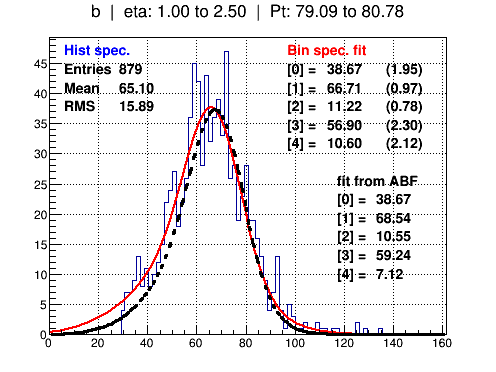 b | eta: 1.00 to 2.50 | Pt: 79.09 to 80.78
Hist spec.
Entries 879
Mean 65.10
RMS 15.89
Bin spec. fit
[0] = 38.67 (1.95)
[1] = 66.71 (0.97)
[2] = 11.22 (0.78)
[3] = 56.90 (2.30)
[4] = 10.60 (2.12)
fit from ABF
[0] = 38.67
[1] = 68.54
[2] = 10.55
[3] = 59.24
[4] = 7.12
45
40
35
30
25
20
15
10
5
0
0 20 40 60 80 100 120 140 160